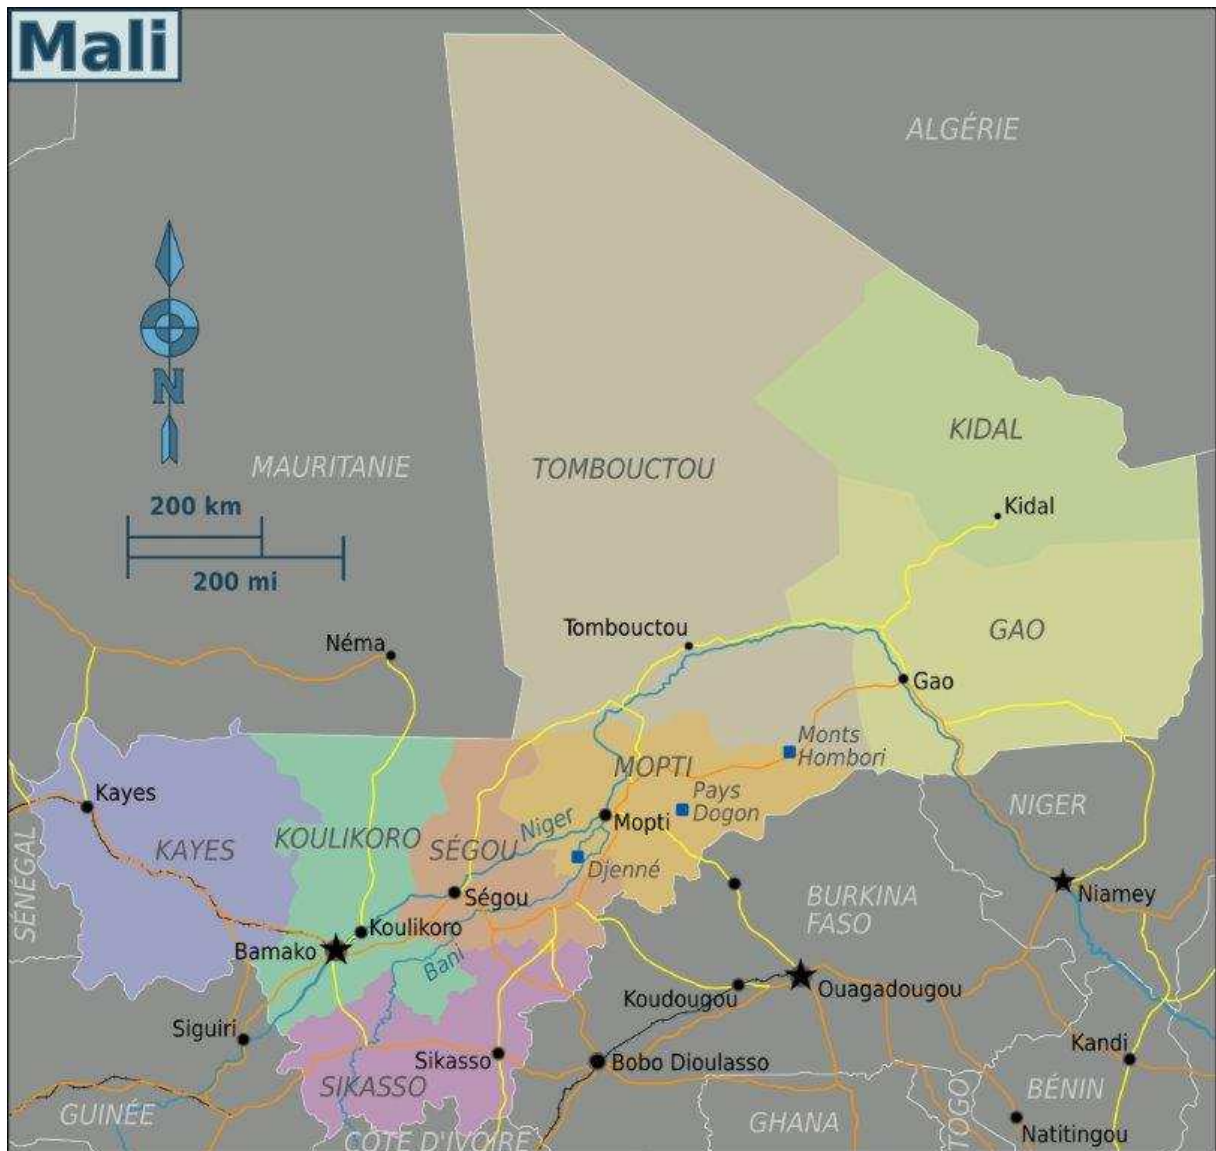 Mali
ALGÉRIE
KIDAL
MAURITANIE
TOMBOUCTOU
N
200 km
200 mi
Kidal
Néma
Tombouctou
GAO
Gao
Monts
Hombori
MOPTI
Kayes
Pays
Dogon
NIGER
Niger
Mopti
KOULIKORO
KAYES
SÉGOU
Djenné
SÉNÉGAL
Ségou
BURKINA
FASO
Niamey
Koulikoro
Bamako
Bani
Koudougou
Ouagadougou
Siguiri
Sikasso
Bobo Dioulasso
Kandi
SIKASSO
GUINÉE
BÉNIN
TOGO
GHANA
Natitingou
CÔTE D'IVOIRE